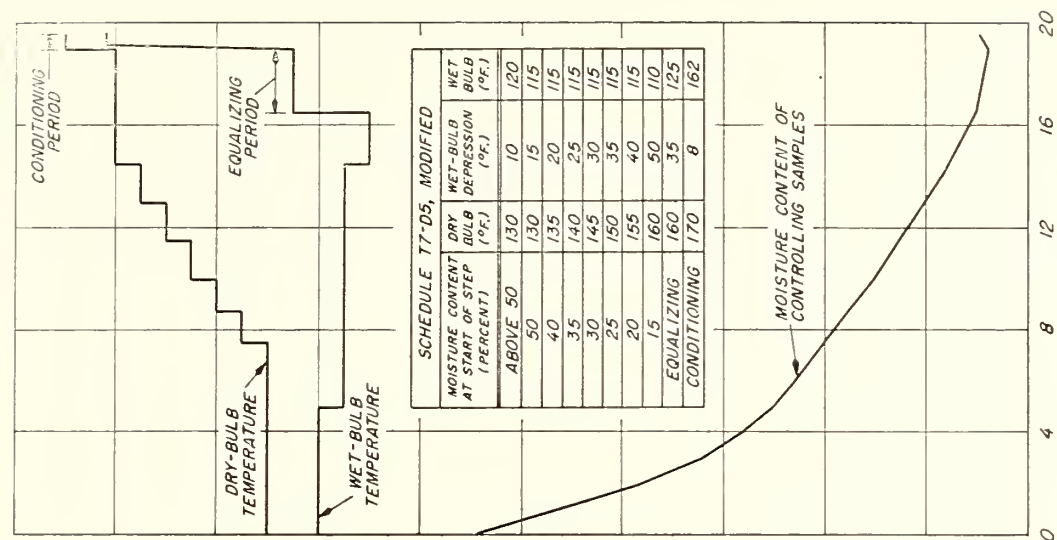 CONDITIONING
PERIOD
EQUALIZING
PERIOD
DRY-BULB
TEMPERATURE
WET-BULB
TEMPERATURE
SCHEDULE T7-D5, MODIFIED
MOISTURE CONTENT AT START OF STEP (PERCENT) DRY BULB (°F.) WET-BULB DEPRESSION (°F.) WET BULB (°F.)
ABOVE 50 130 10 120
50 130 15 115
40 135 20 115
35 140 25 115
30 145 30 115
25 150 35 115
20 155 40 115
15 160 50 110
EQUALIZING 160 35 125
CONDITIONING 170 8 162
MOISTURE CONTENT OF
CONTROLLING SAMPLES
0 4 8 12 16 20